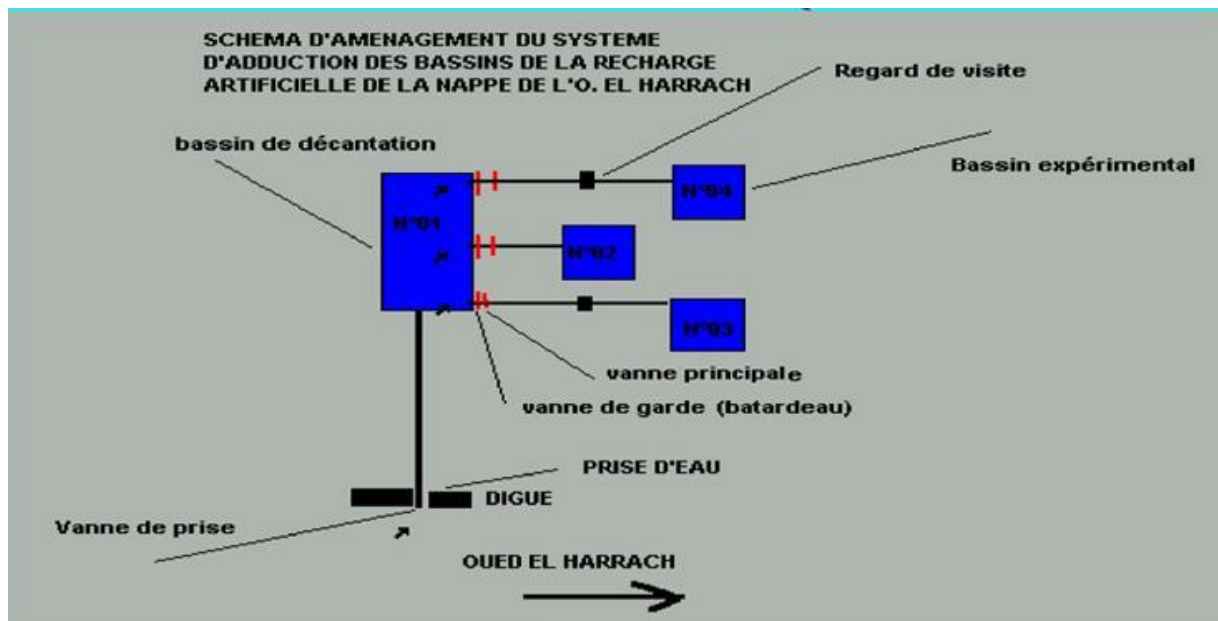 SCHEMA D'AMENAGEMENT DU SYSTEME
D'ADDUCTION DES BASSINS DE LA RECHARGE
ARTIFICIELLE DE LA NAPPE DE L'O. EL HARRACH
Regard de visite
bassin de décantation
Bassin expérimental
N°04
N°01
N°02
N°03
vanne principale
vanne de garde (batardeau)
PRISE D'EAU
DIGUE
Vanne de prise
OUED EL HARRACH